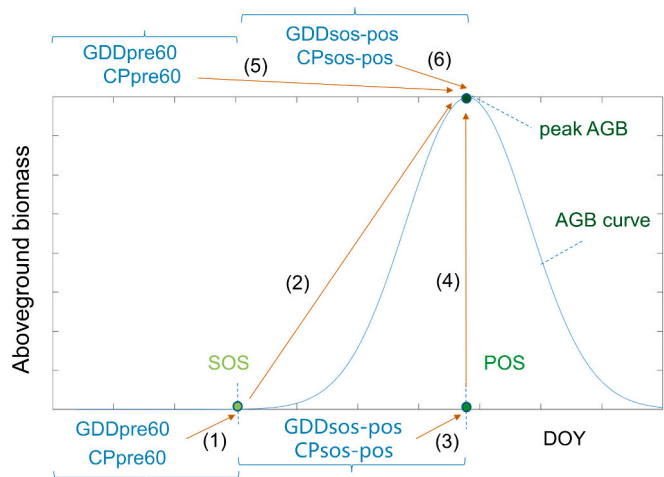 GDDpre60
CPpre60
(5)
GDDsos-pos
CPsos-pos
(6)
peak AGB
AGB curve
Aboveground biomass
(2)
(4)
SOS
POS
GDDpre60
CPpre60
(1)
GDDsos-pos
CPsos-pos
(3)
DOY